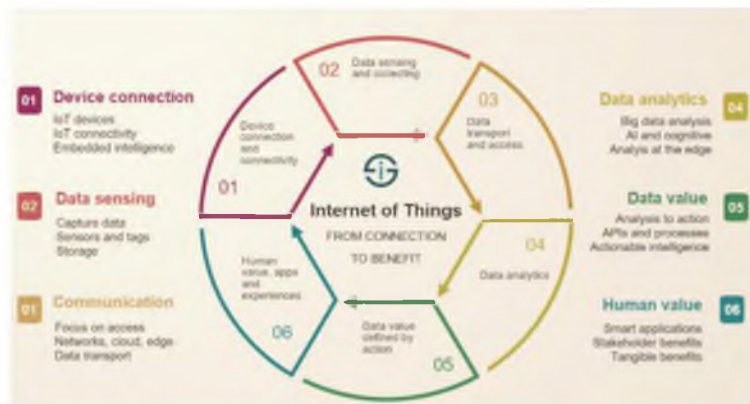 01 Device connection
IoT devices
IoT connectivity
Embedded intelligence
02 Data sensing
Capture data
Sensors and tags
Storage
01 Communication
Focus on access
Networks, cloud, edge
Data transport
02 Data sensing
and collecting
03
Data
transport
and access
Device
connection
and
connectivity
01
Internet of Things
FROM CONNECTION
TO BENEFIT
04
Data analytics
Human
value, apps
and
experiences
06
Data value
defined by
action
05
Data analytics 04
Big data analysis
AI and cognitive
Analyis at the edge
Data value 05
Analysis to action
APIs and processes
Actionable intelligence
Human value 06
Smart applications
Stakeholder benefits
Tangible benefits